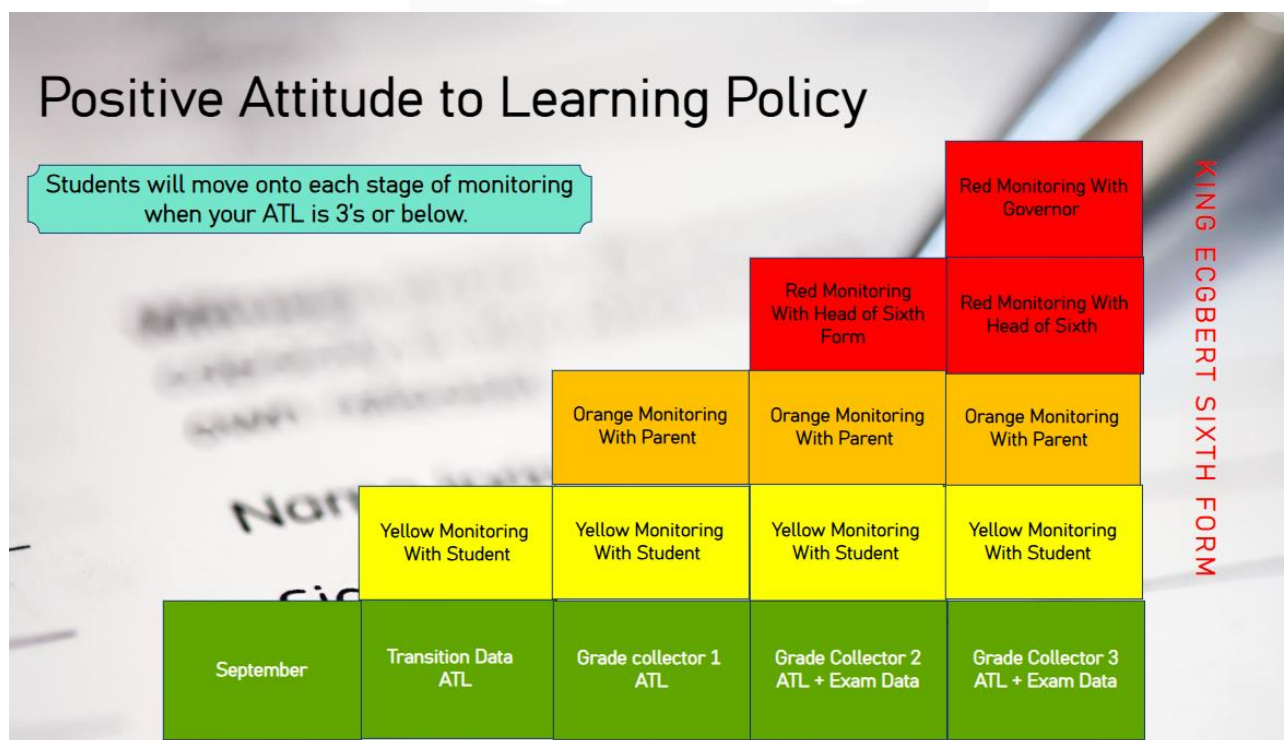 Positive Attitude to Learning Policy
Students will move onto each stage of monitoring
when your ATL is 3's or below.
Red Monitoring With
Governor
Red Monitoring
With Head of Sixth
Form
Red Monitoring With
Head of Sixth
Orange Monitoring
With Parent
Orange Monitoring
With Parent
Orange Monitoring
With Parent
Yellow Monitoring
With Student
Yellow Monitoring
With Student
Yellow Monitoring
With Student
Yellow Monitoring
With Student
September
Transition Data
ATL
Grade collector 1
ATL
Grade Collector 2
ATL + Exam Data
Grade Collector 3
ATL + Exam Data
KING ECGBERT SIXTH FORM